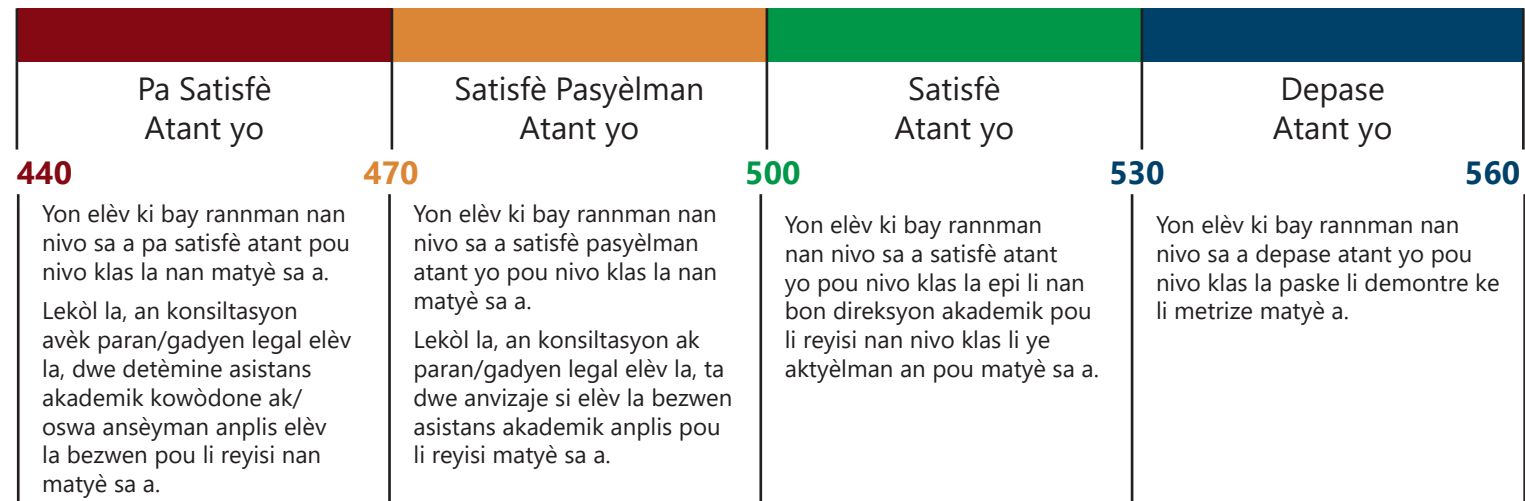 Pa Satisfè
Atant yo
Satisfè Pasyèlman
Atant yo
Satisfè
Atant yo
Depase
Atant yo
440
470
500
530
560
Yon elèv ki bay rannman nan
nivo sa a pa satisfè atant pou
nivo klas la nan matyè sa a.
Lekòl la, an konsiltasyon
avèk paran/gadyen legal elèv
la, dwe detèmine asistans
akademik kowòdone ak/
oswa ansèyman anplis elèv
la bezwen pou li reyisi nan
matyè sa a.
Yon elèv ki bay rannman nan
nivo sa a satisfè pasyèlman
atant yo pou nivo klas la nan
matyè sa a.
Lekòl la, an konsiltasyon ak
paran/gadyen legal elèv la, ta
dwe anvizaje si elèv la bezwen
asistans akademik anplis pou
li reyisi matyè sa a.
Yon elèv ki bay rannman
nan nivo sa a satisfè atant
yo pou nivo klas la epi li nan
bon direksyon akademik pou
li reyisi nan nivo klas li ye
aktyèlman an pou matyè sa a.
Yon elèv ki bay rannman nan
nivo sa a depase atant yo pou
nivo klas la paske li demontre ke
li metrize matyè a.